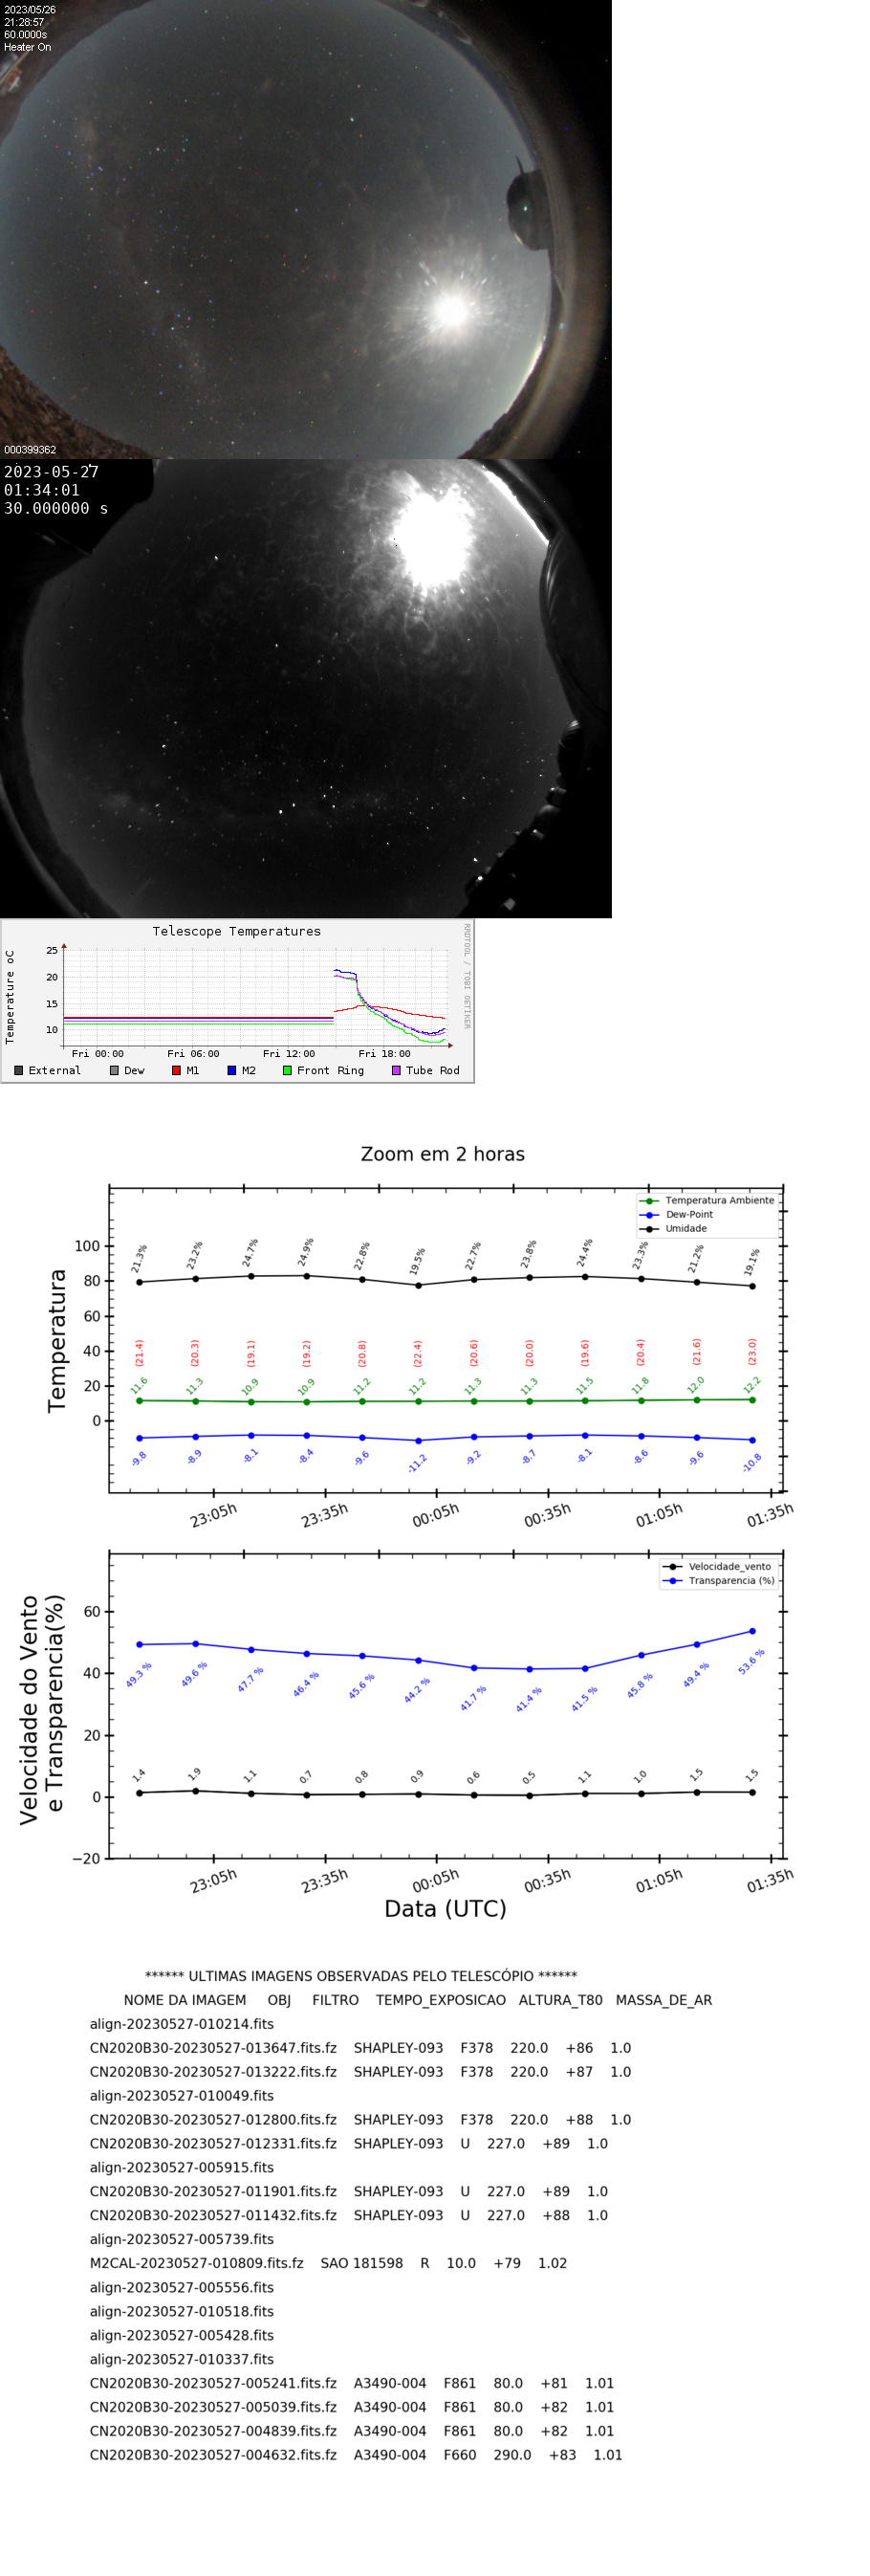 2023/05/26
21:28:57
60.0000s
Heater On
000399362
2023-05-27
01:34:01
30.000000 s
Telescope Temperatures
RRDTOOL / TOBI OETIKER
Temperature oC
25
20
15
10
Fri 00:00 Fri 06:00 Fri 12:00 Fri 18:00
External Dew M1 M2 Front Ring Tube Rod
Zoom em 2 horas
Temperatura Ambiente
Dew-Point
Umidade
Temperatura
100
80
60
40
20
0
21.3% 23.2% 24.7% 24.9% 22.8% 19.5% 22.7% 23.8% 24.4% 23.3% 21.2% 19.1%
(21.4) (20.3) (19.1) (19.2) (20.8) (22.4) (20.6) (20.0) (19.6) (20.4) (21.6) (23.0)
11.6 11.3 10.9 10.9 11.2 11.2 11.3 11.3 11.5 11.8 12.0 12.2
-9.8 -8.9 -8.1 -8.4 -9.6 -11.2 -9.2 -8.7 -8.1 -8.6 -9.6 -10.8
23:05h 23:35h 00:05h 00:35h 01:05h 01:35h
Velocidade_vento
Transparencia (%)
Velocidade do Vento
e Transparencia(%)
60
40
20
0
−20
49.3 % 49.6 % 47.7 % 46.4 % 45.6 % 44.2 % 41.7 % 41.4 % 41.5 % 45.8 % 49.4 % 53.6 %
1.4 1.9 1.1 0.7 0.8 0.9 0.6 0.5 1.1 1.0 1.5 1.5
23:05h 23:35h 00:05h 00:35h 01:05h 01:35h
Data (UTC)
****** ULTIMAS IMAGENS OBSERVADAS PELO TELESCÓPIO ******
NOME DA IMAGEM OBJ FILTRO TEMPO_EXPOSICAO ALTURA_T80 MASSA_DE_AR
align-20230527-010214.fits
CN2020B30-20230527-013647.fits.fz SHAPLEY-093 F378 220.0 +86 1.0
CN2020B30-20230527-013222.fits.fz SHAPLEY-093 F378 220.0 +87 1.0
align-20230527-010049.fits
CN2020B30-20230527-012800.fits.fz SHAPLEY-093 F378 220.0 +88 1.0
CN2020B30-20230527-012331.fits.fz SHAPLEY-093 U 227.0 +89 1.0
align-20230527-005915.fits
CN2020B30-20230527-011901.fits.fz SHAPLEY-093 U 227.0 +89 1.0
CN2020B30-20230527-011432.fits.fz SHAPLEY-093 U 227.0 +88 1.0
align-20230527-005739.fits
M2CAL-20230527-010809.fits.fz SAO 181598 R 10.0 +79 1.02
align-20230527-005556.fits
align-20230527-010518.fits
align-20230527-005428.fits
align-20230527-010337.fits
CN2020B30-20230527-005241.fits.fz A3490-004 F861 80.0 +81 1.01
CN2020B30-20230527-005039.fits.fz A3490-004 F861 80.0 +82 1.01
CN2020B30-20230527-004839.fits.fz A3490-004 F861 80.0 +82 1.01
CN2020B30-20230527-004632.fits.fz A3490-004 F660 290.0 +83 1.01